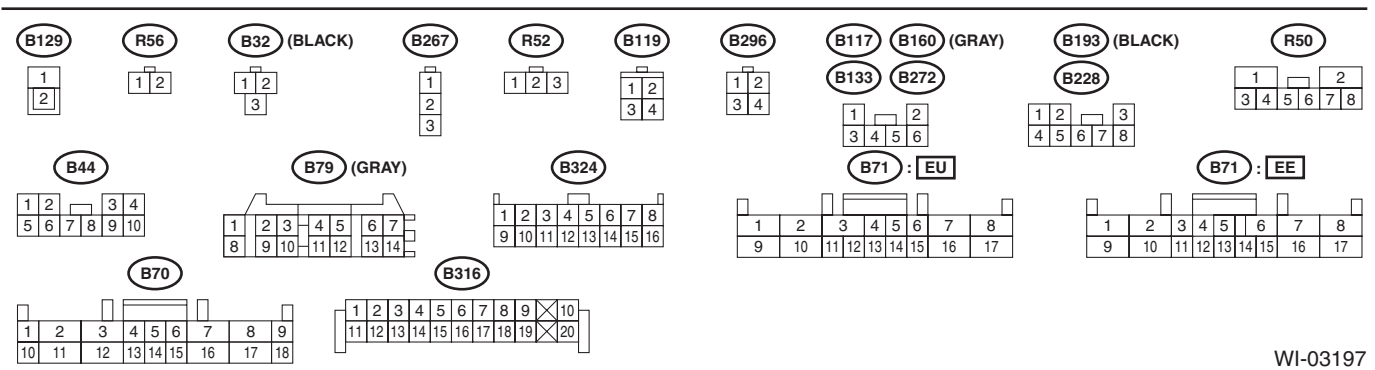 B129 R56 B32 (BLACK) B267 R52 B119 B296 B117 B160 (GRAY) B193 (BLACK) R50
B133 B272 B228
1
2
1 2
1 2
3
1
2
3
1 2 3
1 2
3 4
1 2
3 4
1 2
3 4 5 6
1 2 3
4 5 6 7 8
1 2
3 4 5 6 7 8
B44 B79 (GRAY) B324 B71 : EU B71 : EE
1 2 3 4
5 6 7 8 9 10
1 2 3 4 5 6 7
8 9 10 11 12 13 14
1 2 3 4 5 6 7 8
9 10 11 12 13 14 15 16
1 2 3 4 5 6 7 8
9 10 11 12 13 14 15 16 17
1 2 3 4 5 6 7 8
9 10 11 12 13 14 15 16 17
B70 B316
1 2 3 4 5 6 7 8 9
10 11 12 13 14 15 16 17 18
1 2 3 4 5 6 7 8 9 10
11 12 13 14 15 16 17 18 19 20
WI-03197